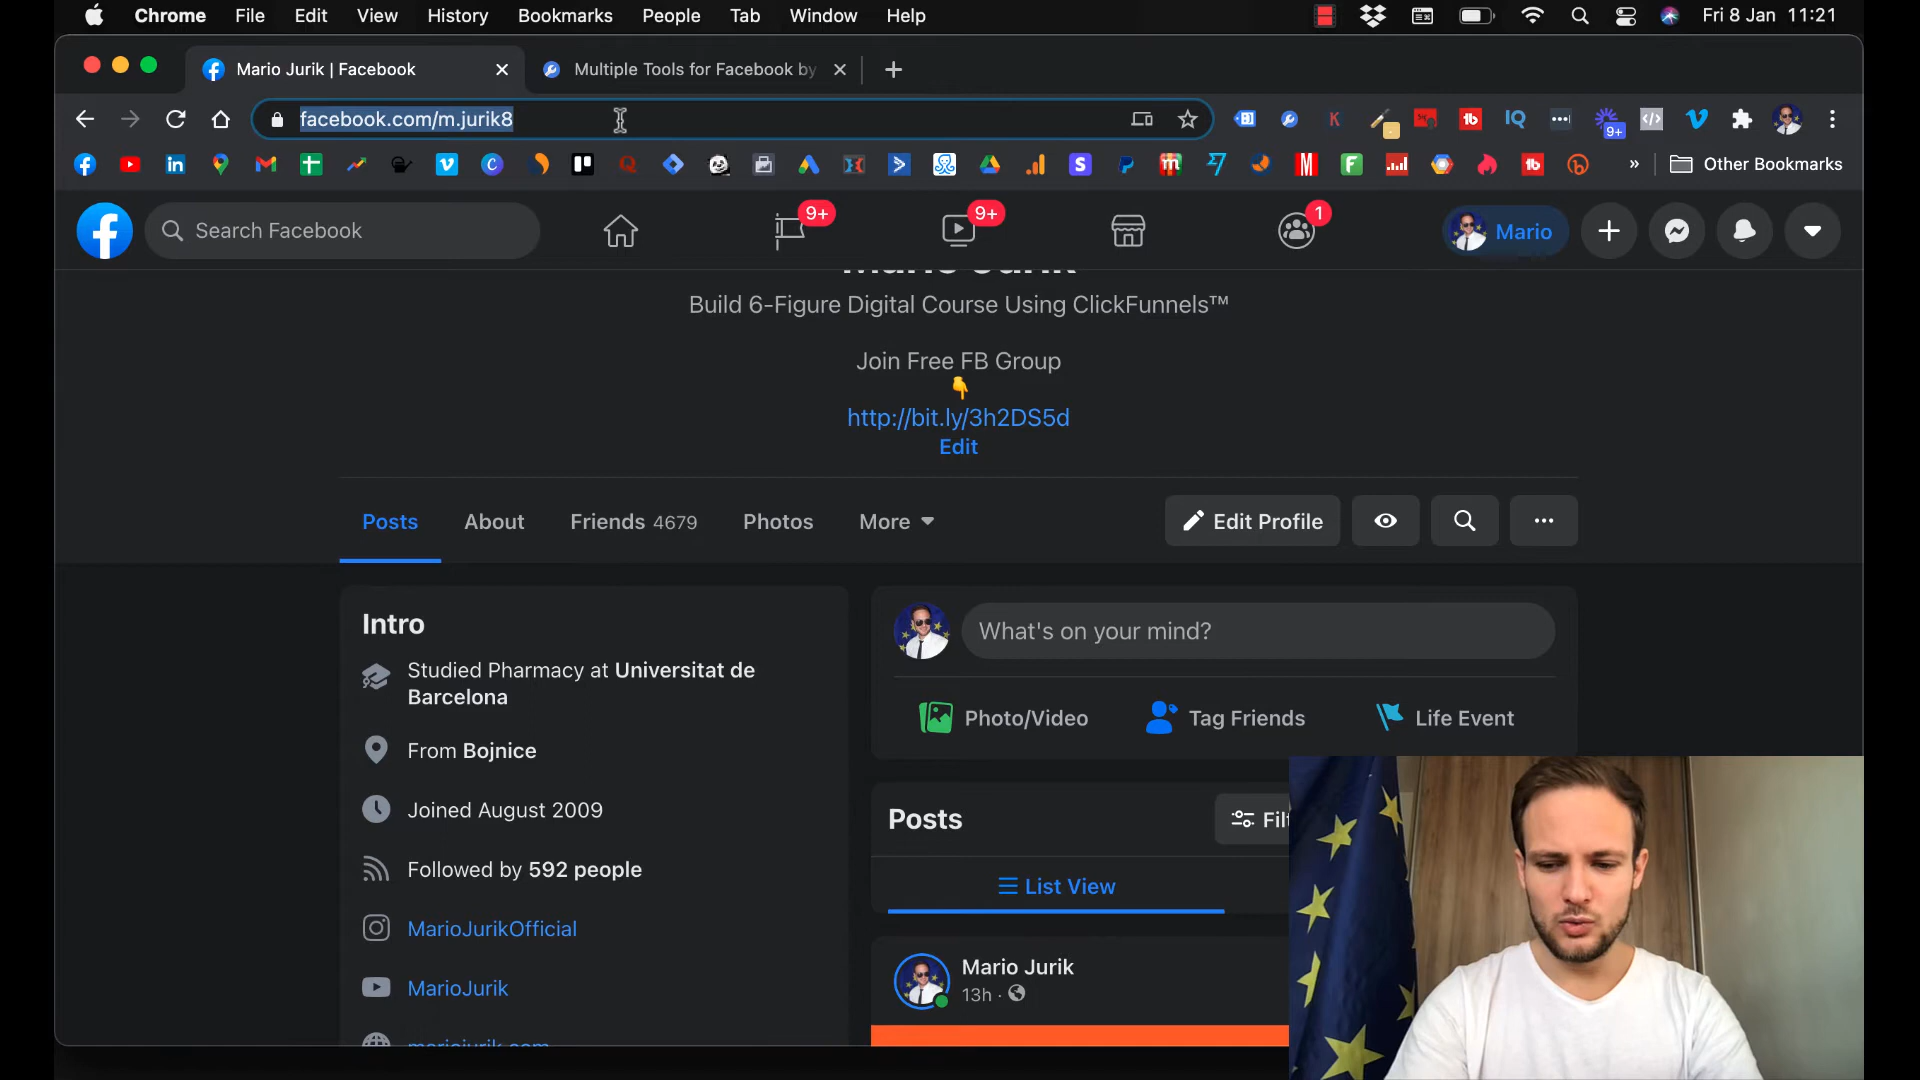 Chrome File Edit View History Bookmarks People Tab Window Help Fri 8 Jan 11:21
Mario Jurik | Facebook Multiple Tools for Facebook by
facebook.com/m.jurik8
9+
» Other Bookmarks
Search Facebook 9+ 9+ 1 Mario
Build 6-Figure Digital Course Using ClickFunnels™
Join Free FB Group
http://bit.ly/3h2DS5d
Edit
Posts About Friends 4679 Photos More Edit Profile
Intro
Studied Pharmacy at Universitat de
Barcelona
From Bojnice
Joined August 2009
Followed by 592 people
MarioJurikOfficial
MarioJurik
What's on your mind?
Photo/Video Tag Friends Life Event
Posts
List View
Mario Jurik
13h ·